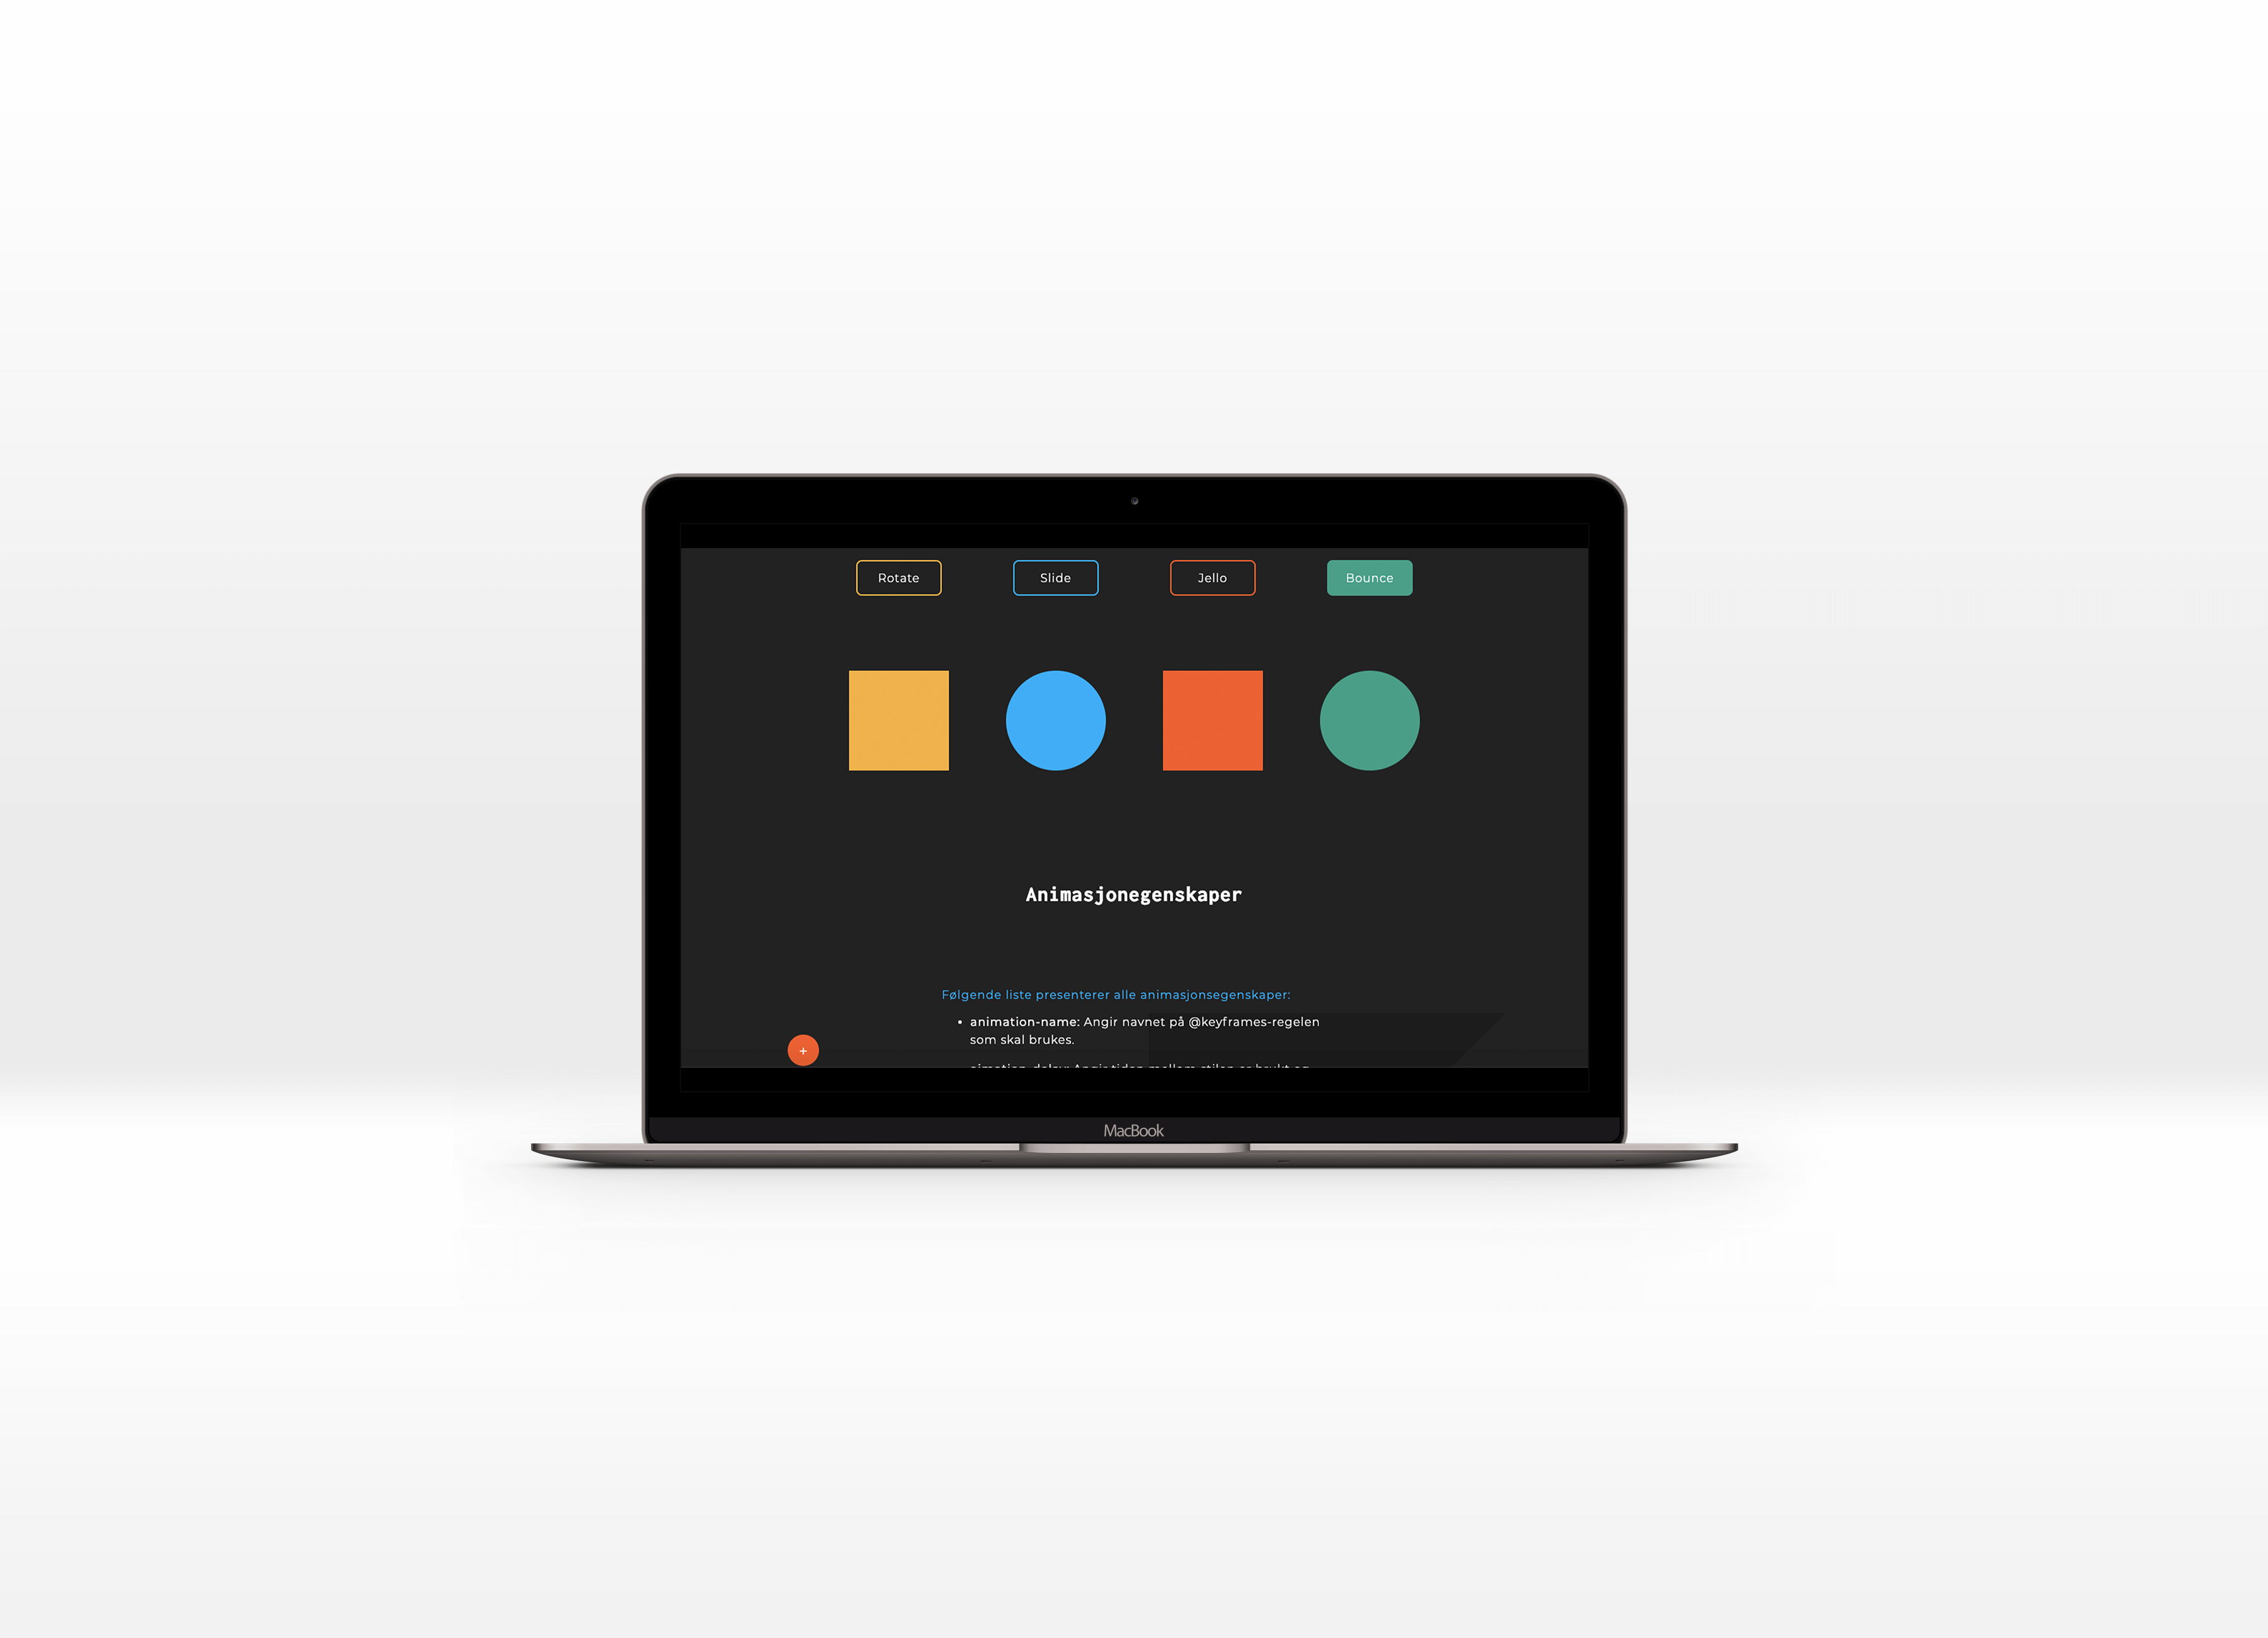 Rotate
Slide
Jello
Bounce
Animasjonegenskaper
Følgende liste presenterer alle animasjonsegenskaper:
• animation-name: Angir navnet på @keyframes-regelen
som skal brukes.
+
MacBook